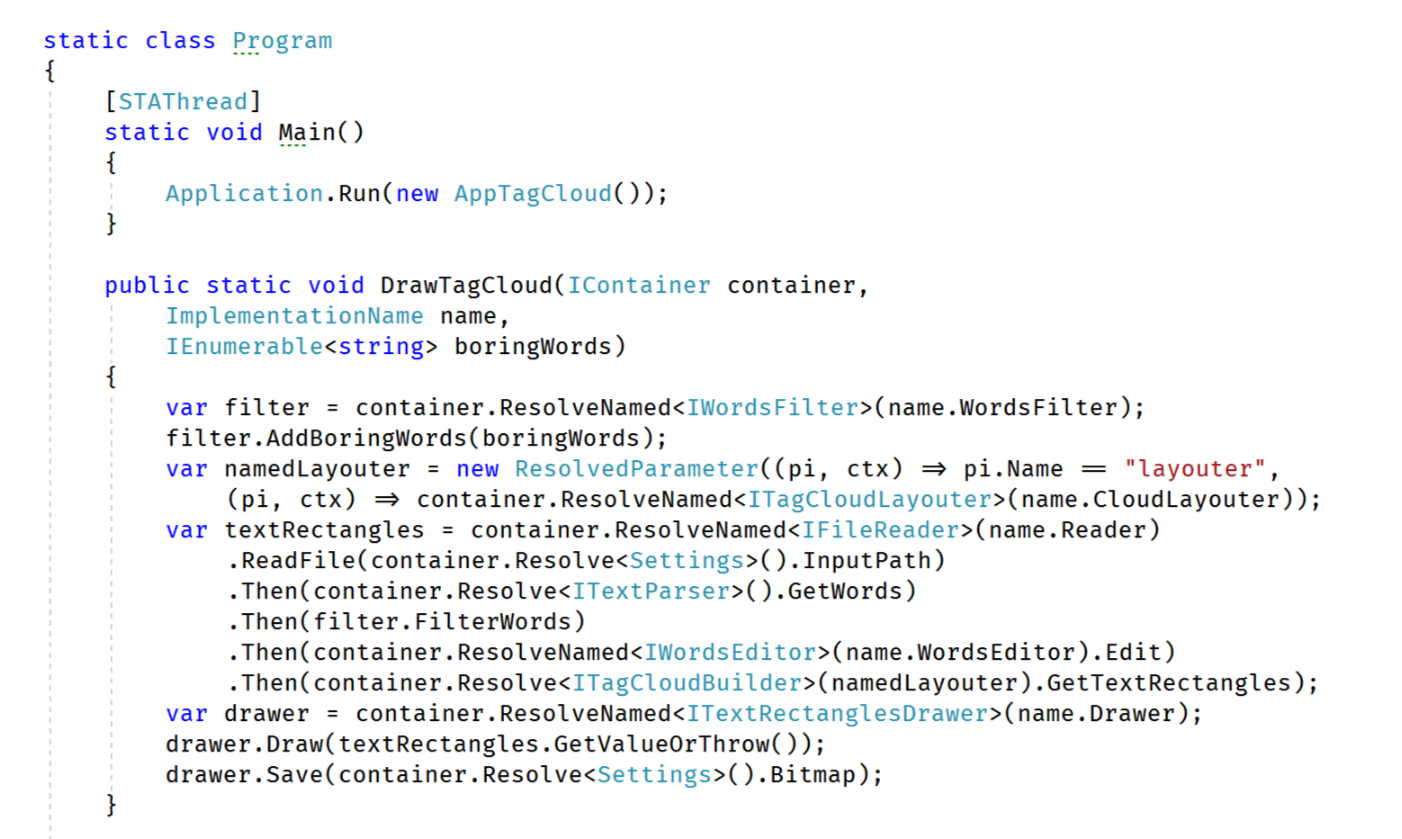 static class Program
{
    [STAThread]
    static void Main()
    {
        Application.Run(new AppTagCloud());
    }

    public static void DrawTagCloud(IContainer container,
        ImplementationName name,
        IEnumerable<string> boringWords)
    {
        var filter = container.ResolveNamed<IWordsFilter>(name.WordsFilter);
        filter.AddBoringWords(boringWords);
        var namedLayouter = new ResolvedParameter((pi, ctx) => pi.Name == "layouter",
            (pi, ctx) => container.ResolveNamed<ITagCloudLayouter>(name.CloudLayouter));
        var textRectangles = container.ResolveNamed<IFileReader>(name.Reader)
            .ReadFile(container.Resolve<Settings>().InputPath)
            .Then(container.Resolve<ITextParser>().GetWords)
            .Then(filter.FilterWords)
            .Then(container.ResolveNamed<IWordsEditor>(name.WordsEditor).Edit)
            .Then(container.Resolve<ITagCloudBuilder>(namedLayouter).GetTextRectangles);
        var drawer = container.ResolveNamed<ITextRectanglesDrawer>(name.Drawer);
        drawer.Draw(textRectangles.GetValueOrThrow());
        drawer.Save(container.Resolve<Settings>().Bitmap);
    }